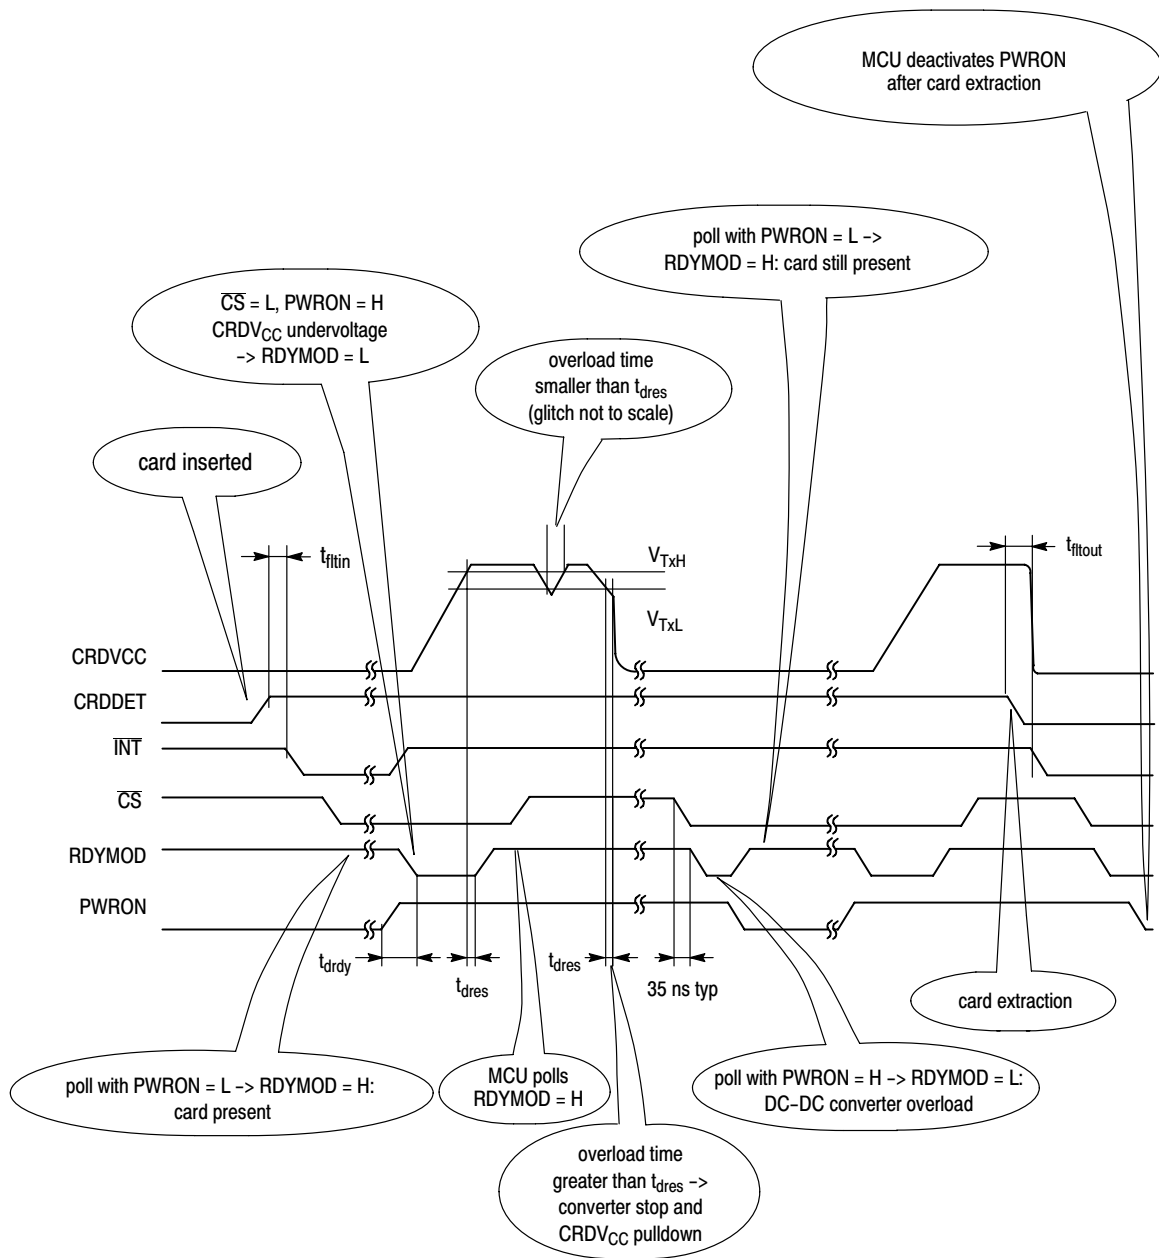 MCU deactivates PWRON
after card extraction
poll with PWRON = L –>
RDYMOD = H: card still present
CS = L, PWRON = H
CRDVCC undervoltage
–> RDYMOD = L
overload time
smaller than tdres
(glitch not to scale)
card inserted
tfltin
VTxH
tfltout
VTxL
CRDVCC
CRDDET
INT
CS
RDYMOD
PWRON
tdrdy
tdres
tdres
35 ns typ
card extraction
poll with PWRON = L –> RDYMOD = H:
card present
MCU polls
RDYMOD = H
poll with PWRON = H –> RDYMOD = L:
DC–DC converter overload
overload time
greater than tdres –>
converter stop and
CRDVCC pulldown